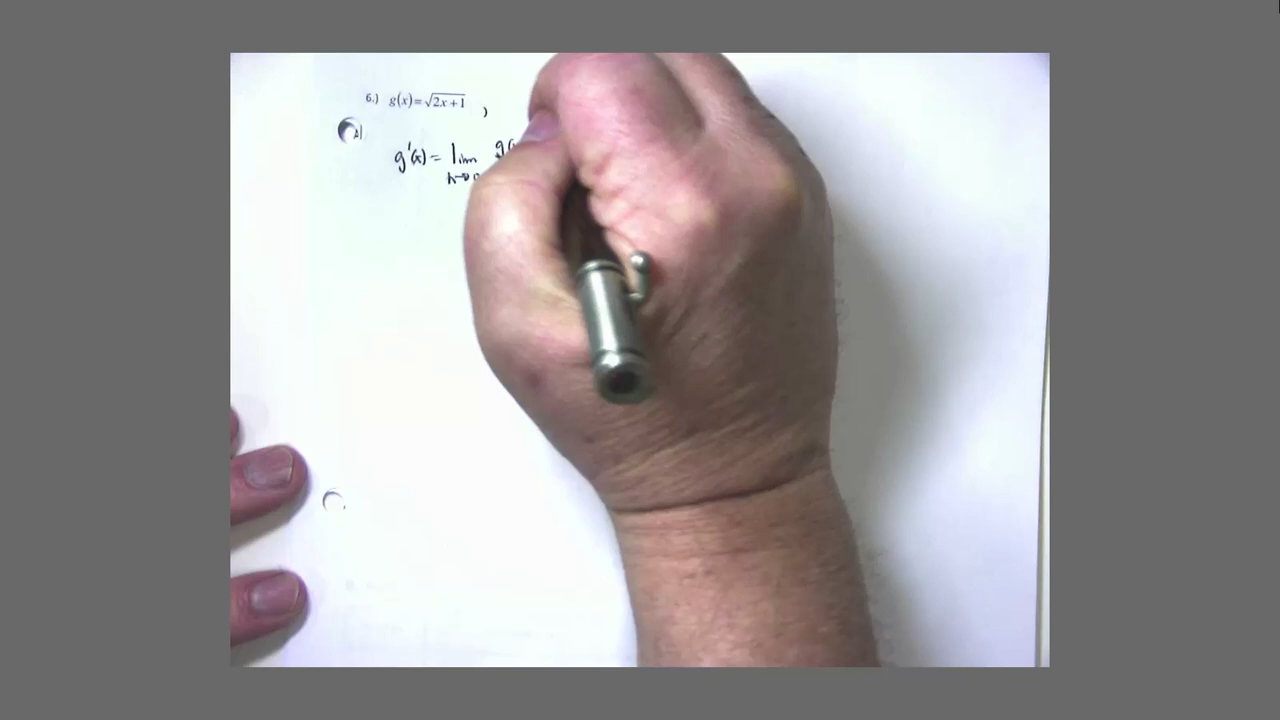 6.) g(x)=√2x+1 ,
a)
g'(x) = lim g(
h→0